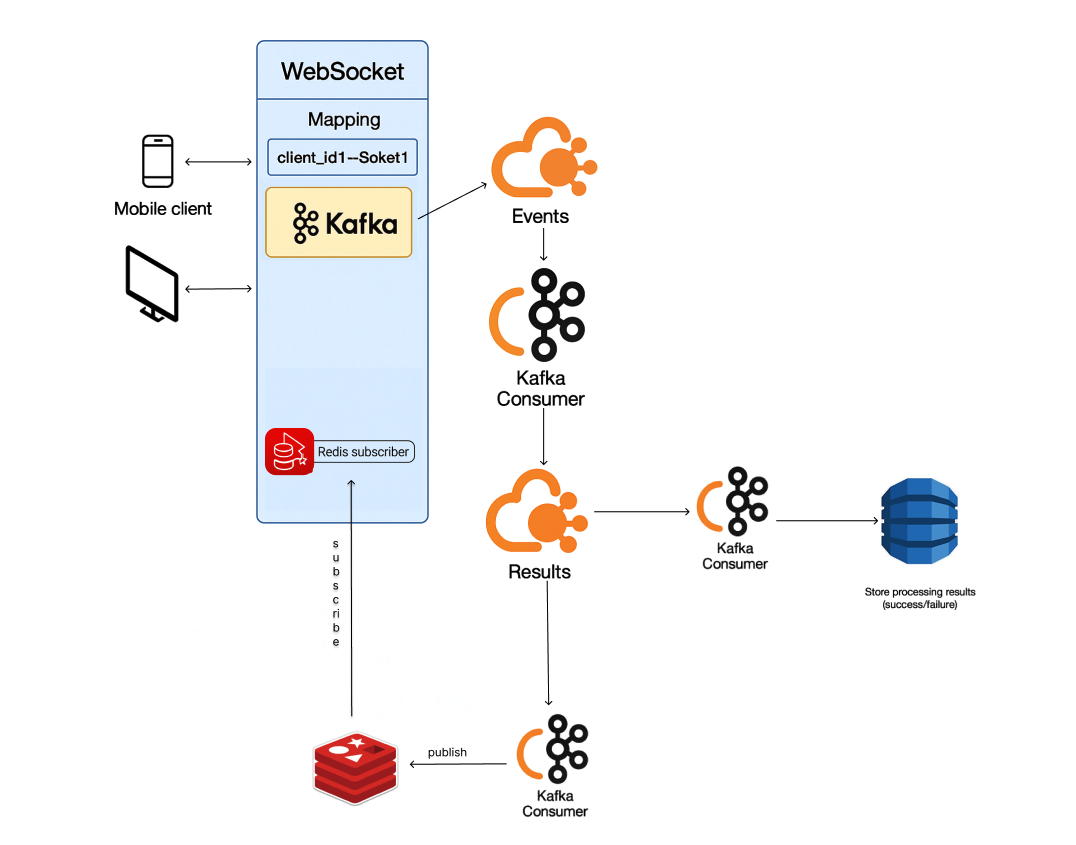 WebSocket
Mapping
client_id1--Soket1
Kafka
Mobile client
Events
Kafka
Consumer
Redis subscriber
Results
Kafka
Consumer
Store processing results
(success/failure)
subscribe
publish
Kafka
Consumer